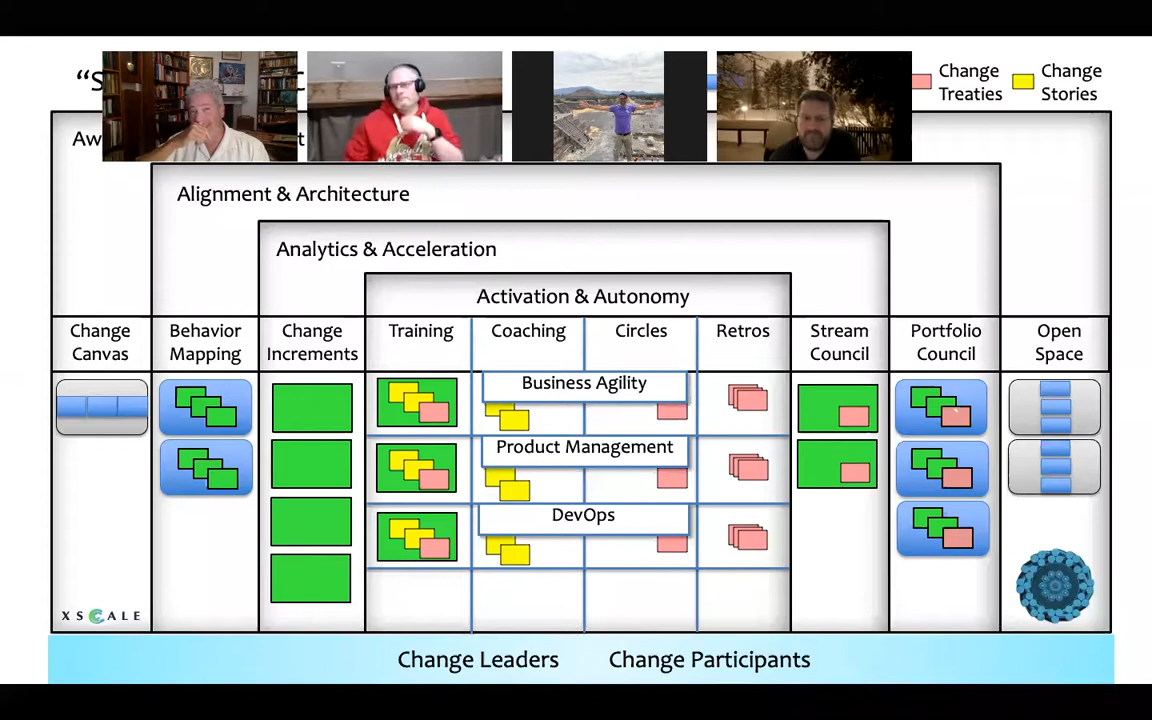 Change
Treaties
Change
Stories
Alignment & Architecture
Analytics & Acceleration
Activation & Autonomy
Change
Canvas
Behavior
Mapping
Change
Increments
Training
Coaching
Circles
Retros
Stream
Council
Portfolio
Council
Open
Space
Business Agility
Product Management
DevOps
XSCALE
Change Leaders
Change Participants